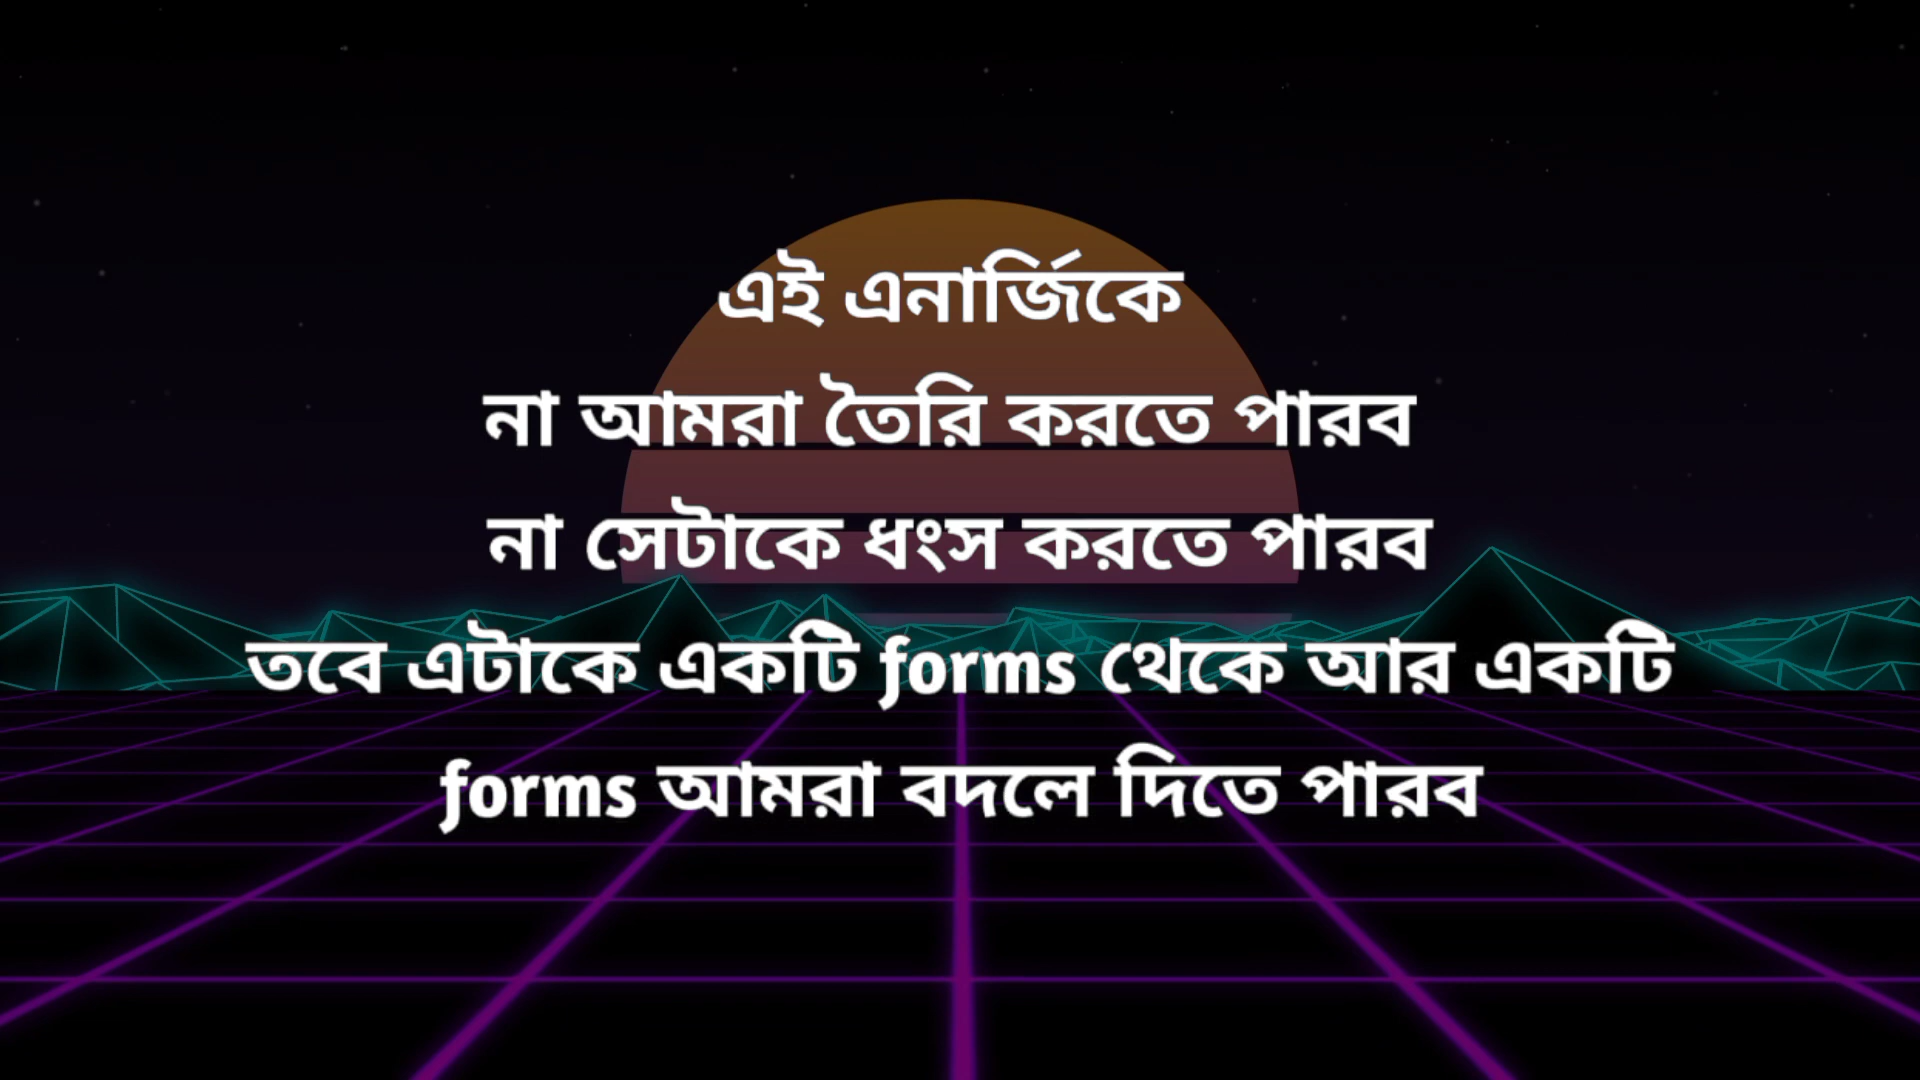 এই এনার্জিকে
না আমরা তৈরি করতে পারব
না সেটাকে ধংস করতে পারব
তবে এটাকে একটি forms থেকে আর একটি
forms আমরা বদলে দিতে পারব